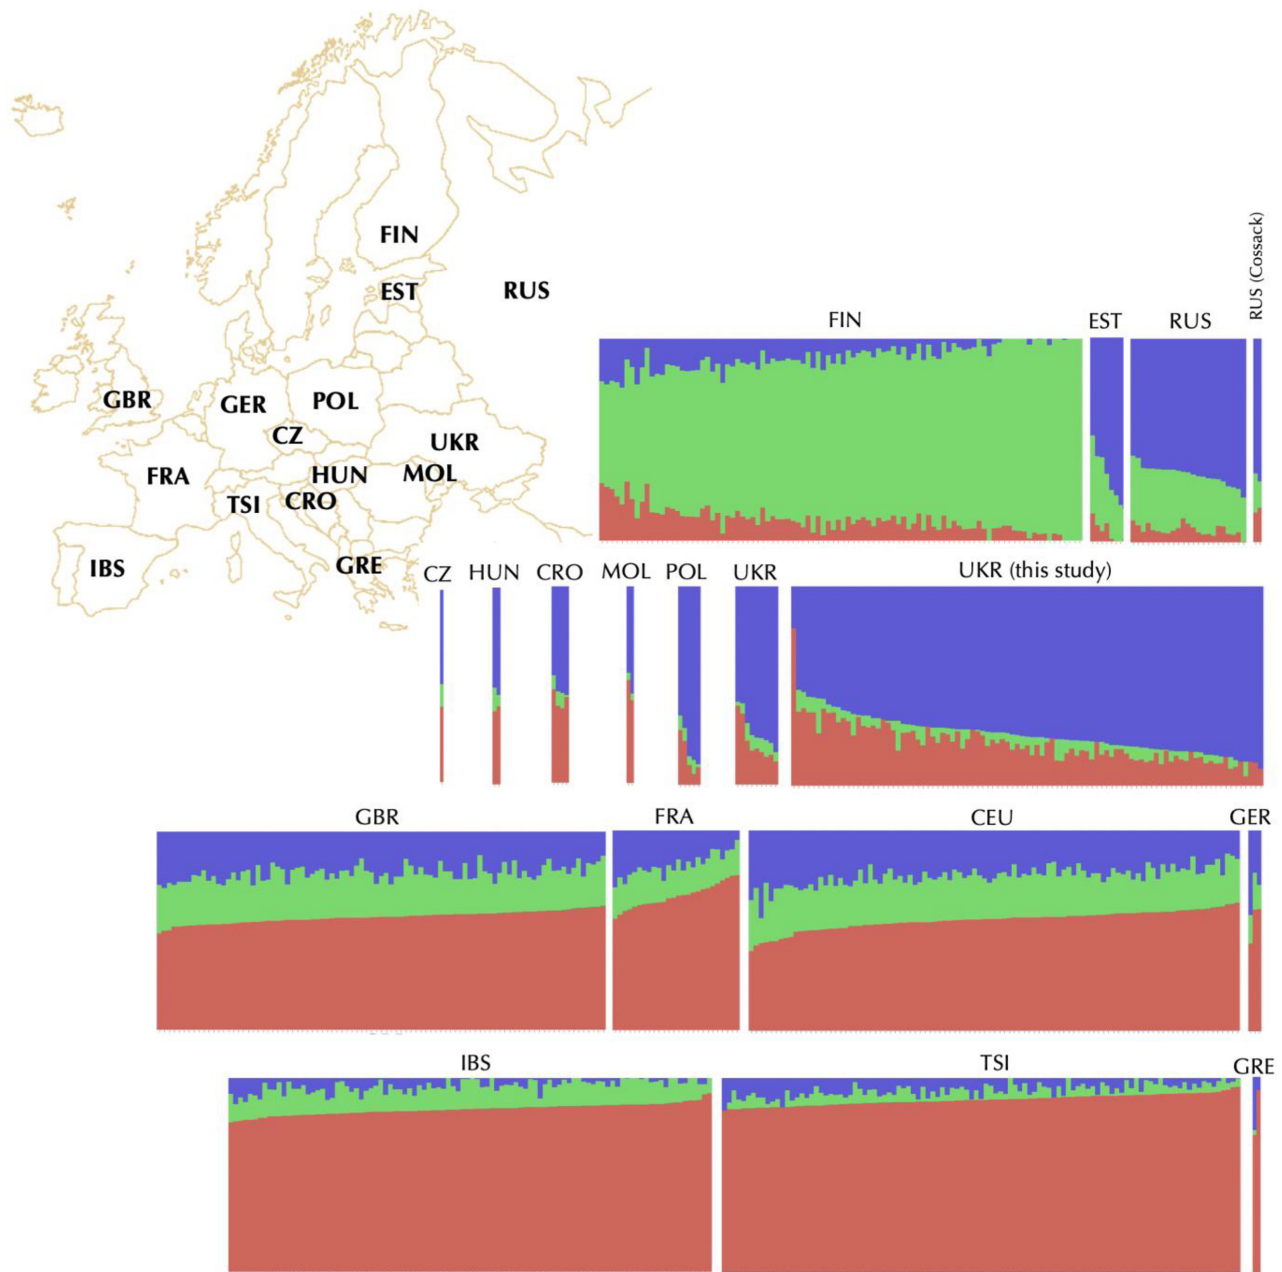 FIN
EST
RUS
GBR
GER
POL
CZ
UKR
FRA
HUN
MOL
TSI
CRO
IBS
GRE
FIN
EST
RUS
RUS (Cossack)
CZ
HUN
CRO
MOL
POL
UKR
UKR (this study)
GBR
FRA
CEU
GER
IBS
TSI
GRE